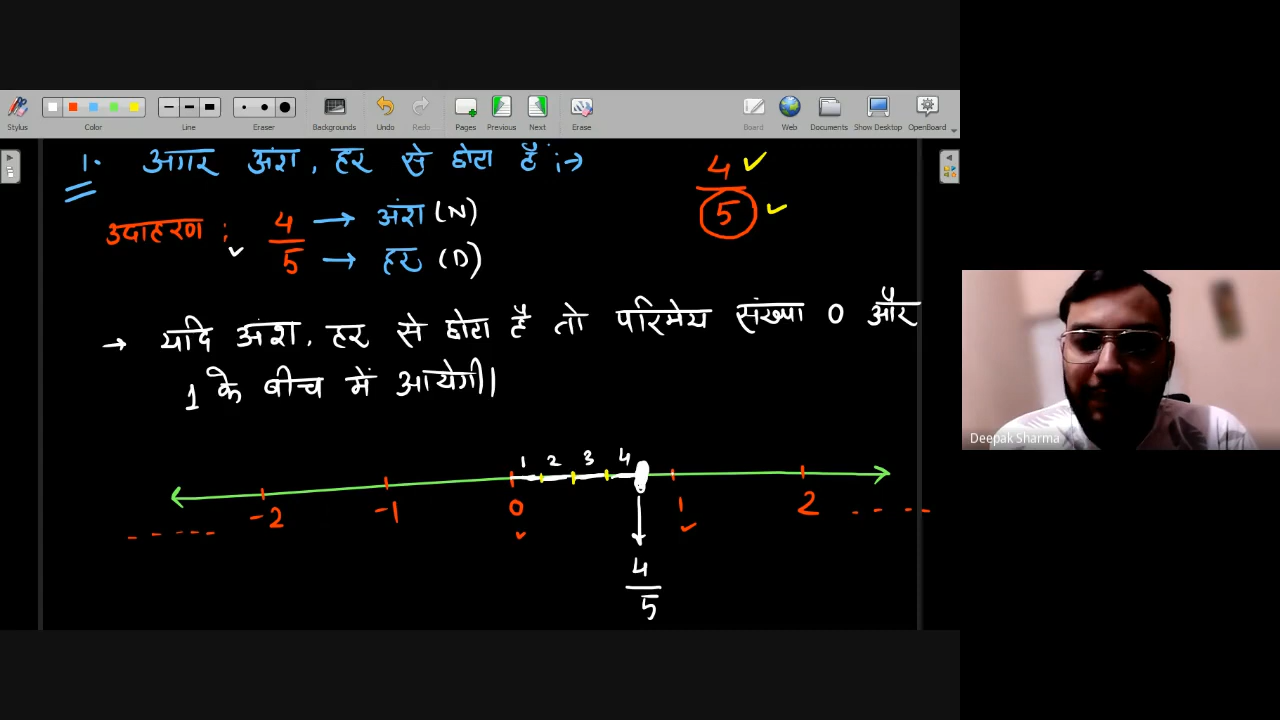 Stylus Color Line Eraser Backgrounds Undo Redo Pages Previous Next Erase Board Web Documents Show Desktop OpenBoard
1. अगर अंश, हर से छोटा है :→
4
5
उदाहरण : 4 → अंश (N)
5 → हर (D)
→ यदि अंश, हर से छोटा है तो परिमेय संख्या 0 और
1 के बीच में आयेगी।
1 2 3 4
-2 -1 0 1 2
4
5
Deepak Sharma